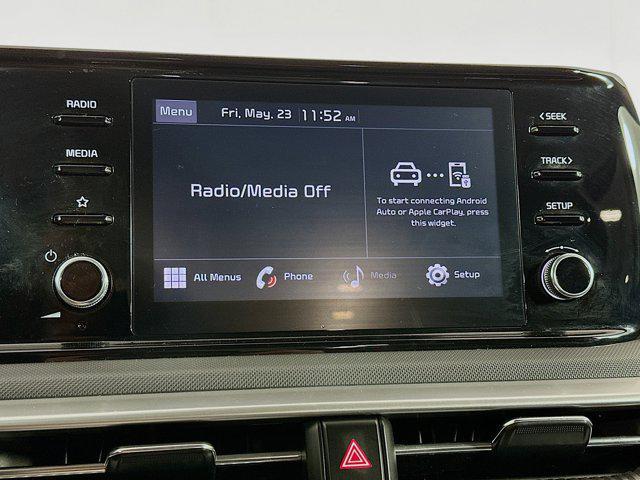 RADIO
MEDIA
Menu
Fri, May. 23 11:52 AM
Radio/Media Off
To start connecting Android
Auto or Apple CarPlay, press
this widget.
All Menus
Phone
Media
Setup
<SEEK
TRACK>
SETUP